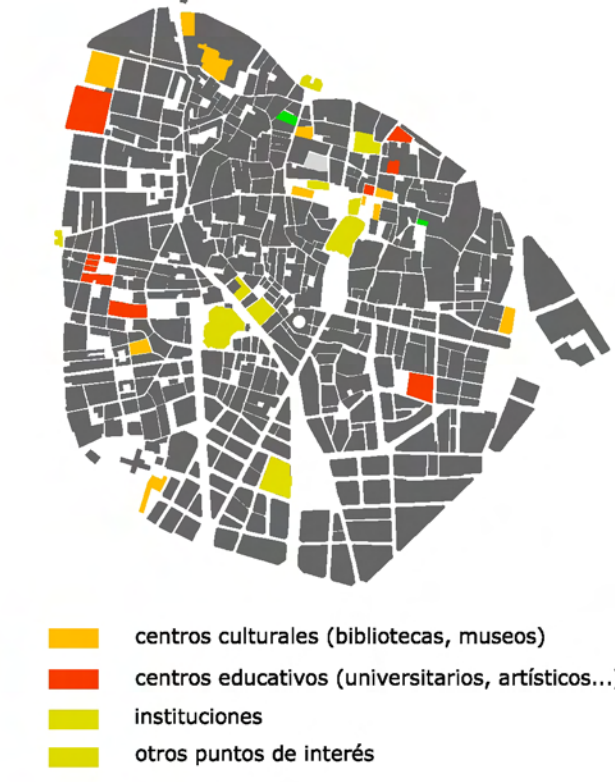 centros culturales (bibliotecas, museos)
centros educativos (universitarios, artísticos...)
instituciones
otros puntos de interés